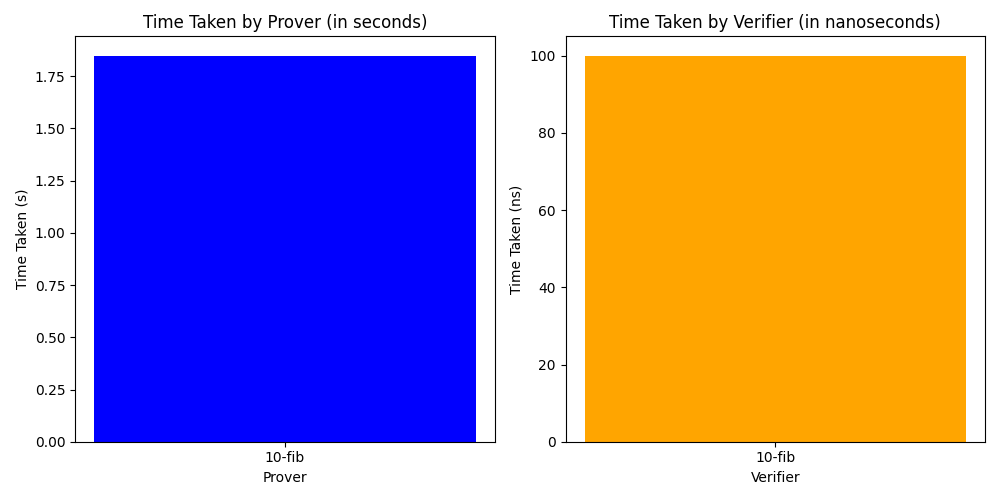 Time Taken by Prover (in seconds)
Time Taken (s)
1.75
1.50
1.25
1.00
0.75
0.50
0.25
0.00
10-fib
Prover
Time Taken by Verifier (in nanoseconds)
Time Taken (ns)
100
80
60
40
20
0
10-fib
Verifier